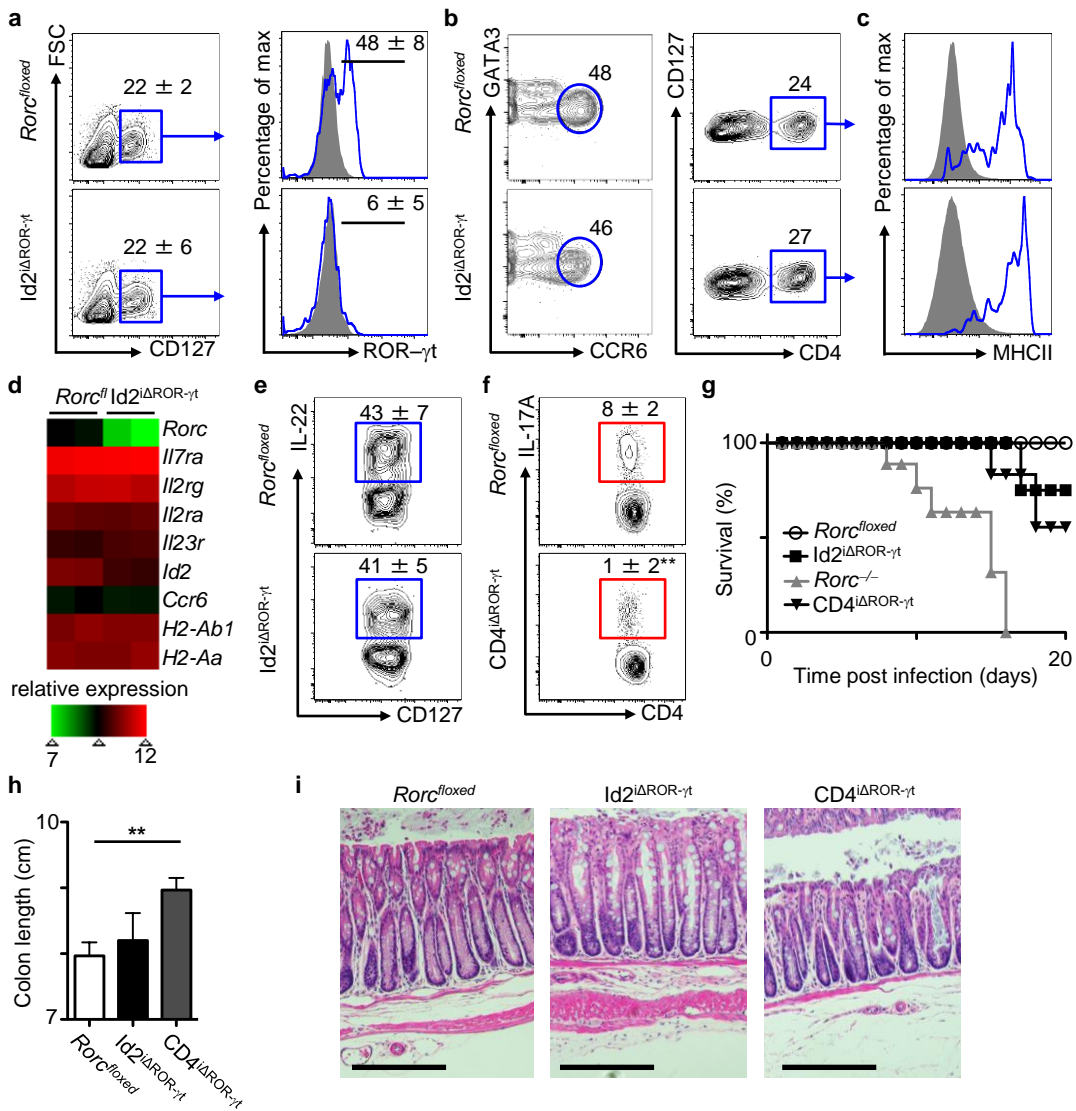 a
FSC
Rorcfloxed
22 ± 2
Id2iΔROR-γt
22 ± 6
CD127
Percentage of max
48 ± 8
6 ± 5
ROR–γt
b
GATA3
Rorcfloxed
48
Id2iΔROR-γt
46
CCR6
CD127
24
27
CD4
c
Percentage of max
MHCII
d
Rorcfl Id2iΔROR-γt
Rorc
Il7ra
Il2rg
Il2ra
Il23r
Id2
Ccr6
H2-Ab1
H2-Aa
relative expression
7 12
e
IL-22
Rorcfloxed
43 ± 7
Id2iΔROR-γt
41 ± 5
CD127
f
IL-17A
Rorcfloxed
8 ± 2
CD4iΔROR-γt
1 ± 2**
CD4
g
Survival (%)
100
0
Rorcfloxed
Id2iΔROR-γt
Rorc–/–
CD4iΔROR-γt
0 20
Time post infection (days)
h
Colon length (cm)
10
7
**
Rorcfloxed
Id2iΔROR-γt
CD4iΔROR-γt
i
Rorcfloxed
Id2iΔROR-γt
CD4iΔROR-γt